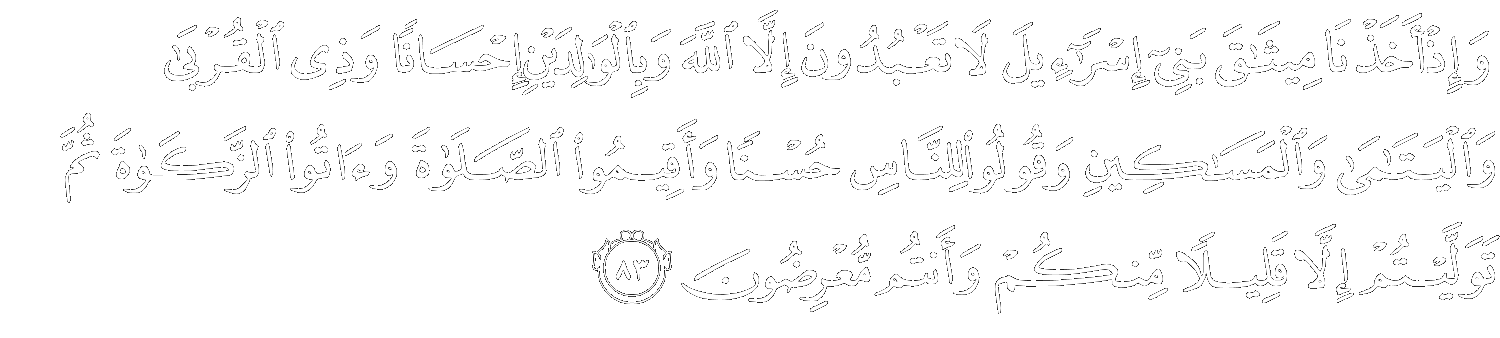 وَإِذْ أَخَذْنَا مِيثَٰقَ بَنِىٓ إِسْرَٰٓءِيلَ لَا تَعْبُدُونَ إِلَّا ٱللَّهَ وَبِٱلْوَٰلِدَيْنِ إِحْسَانًا وَذِى ٱلْقُرْبَىٰ
وَٱلْيَتَٰمَىٰ وَٱلْمَسَٰكِينِ وَقُولُوا۟ لِلنَّاسِ حُسْنًا وَأَقِيمُوا۟ ٱلصَّلَوٰةَ وَءَاتُوا۟ ٱلزَّكَوٰةَ ثُمَّ
تَوَلَّيْتُمْ إِلَّا قَلِيلًا مِّنكُمْ وَأَنتُم مُّعْرِضُونَ ٨٣